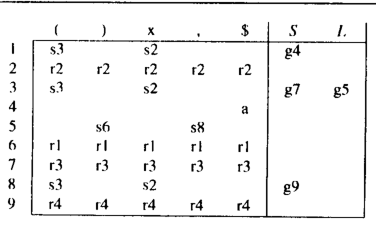 ( ) x , $ S L
1 s3 s2 g4
2 r2 r2 r2 r2 r2
3 s3 s2 g7 g5
4 a
5 s6 s8
6 r1 r1 r1 r1 r1
7 r3 r3 r3 r3 r3
8 s3 s2 g9
9 r4 r4 r4 r4 r4